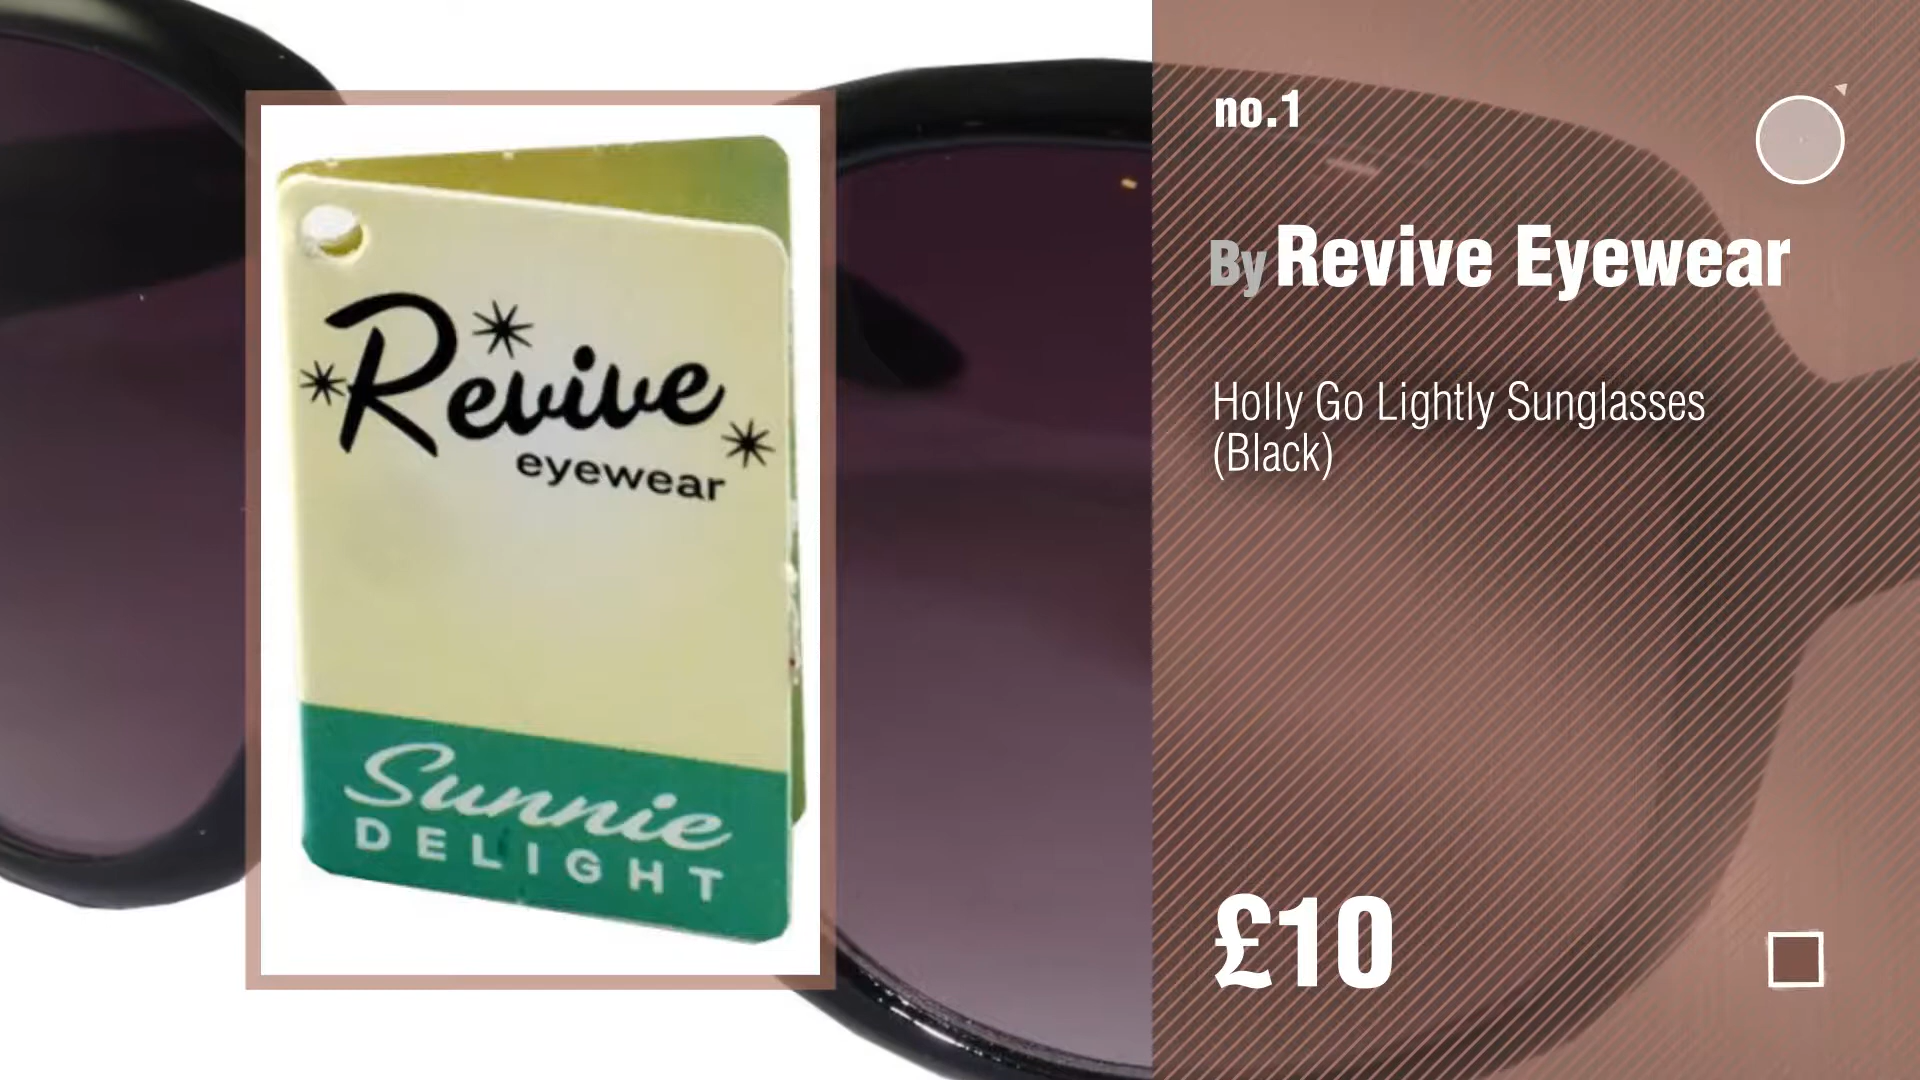 Revive
eyewear
Sunnie
DELIGHT
no.1
By Revive Eyewear
Holly Go Lightly Sunglasses
(Black)
£10